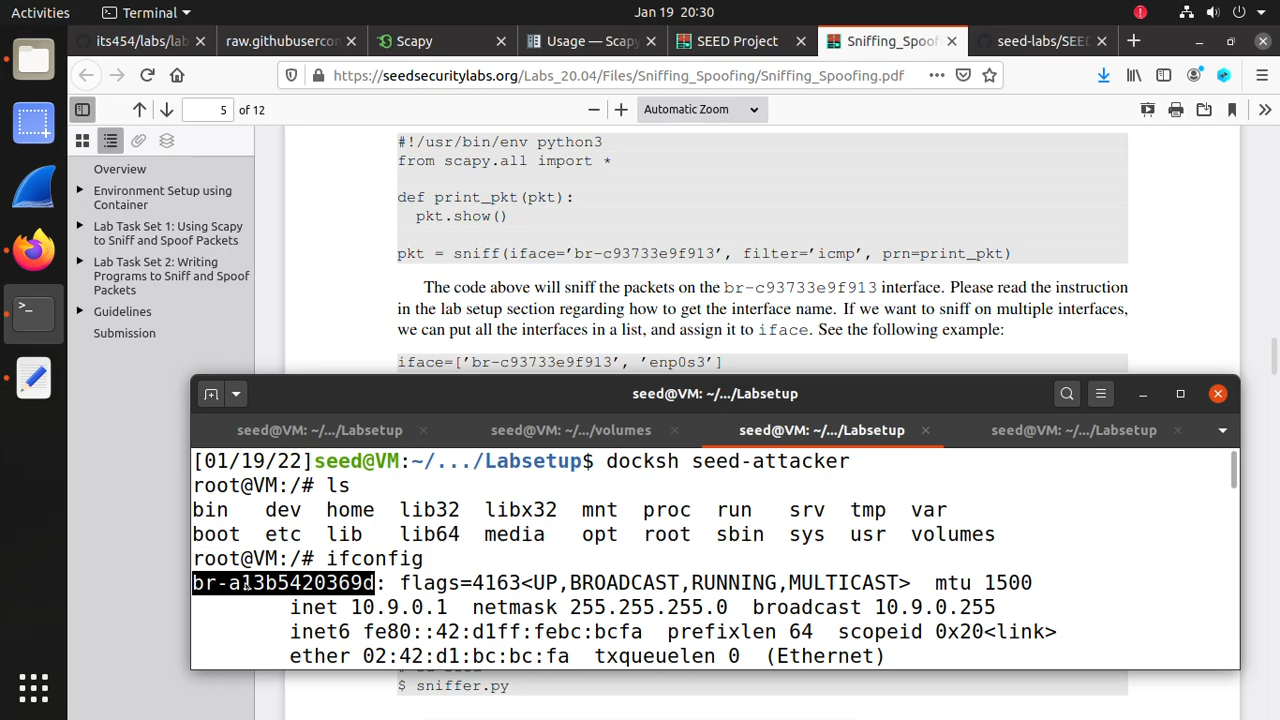 Activities
Terminal
Jan 19 20:30
its454/labs/lab
raw.githubusercon
Scapy
Usage — Scapy
SEED Project
Sniffing_Spoof
seed-labs/SEE
https://seedsecuritylabs.org/Labs_20.04/Files/Sniffing_Spoofing/Sniffing_Spoofing.pdf
5 of 12
Automatic Zoom
Overview
Environment Setup using
Container
Lab Task Set 1: Using Scapy
to Sniff and Spoof Packets
Lab Task Set 2: Writing
Programs to Sniff and Spoof
Packets
Guidelines
Submission
#!/usr/bin/env python3
from scapy.all import *
def print_pkt(pkt):
pkt.show()
pkt = sniff(iface='br-c93733e9f913', filter='icmp', prn=print_pkt)
The code above will sniff the packets on the br-c93733e9f913 interface. Please read the instruction
in the lab setup section regarding how to get the interface name. If we want to sniff on multiple interfaces,
we can put all the interfaces in a list, and assign it to iface. See the following example:
iface=['br-c93733e9f913', 'enp0s3']
seed@VM: ~/.../Labsetup
seed@VM: ~/.../Labsetup
seed@VM: ~/.../volumes
seed@VM: ~/.../Labsetup
seed@VM: ~/.../Labsetup
[01/19/22]seed@VM:~/.../Labsetup$ docksh seed-attacker
root@VM:/# ls
bin dev home lib32 libx32 mnt proc run srv tmp var
boot etc lib lib64 media opt root sbin sys usr volumes
root@VM:/# ifconfig
br-a13b5420369d: flags=4163<UP,BROADCAST,RUNNING,MULTICAST> mtu 1500
inet 10.9.0.1 netmask 255.255.255.0 broadcast 10.9.0.255
inet6 fe80::42:d1ff:febc:bcfa prefixlen 64 scopeid 0x20<link>
ether 02:42:d1:bc:bc:fa txqueuelen 0 (Ethernet)
$ sniffer.py